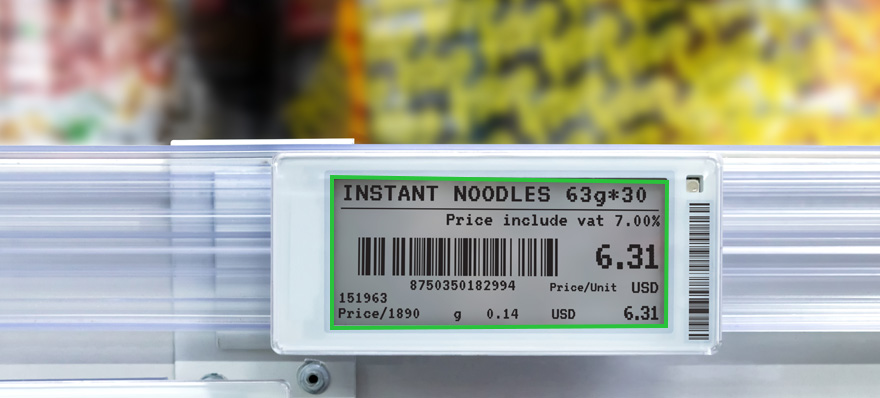 INSTANT NOODLES 63g*30
Price include vat 7.00%
6.31
8750350182994
Price/Unit USD
151963
Price/1890 g 0.14 USD 6.31